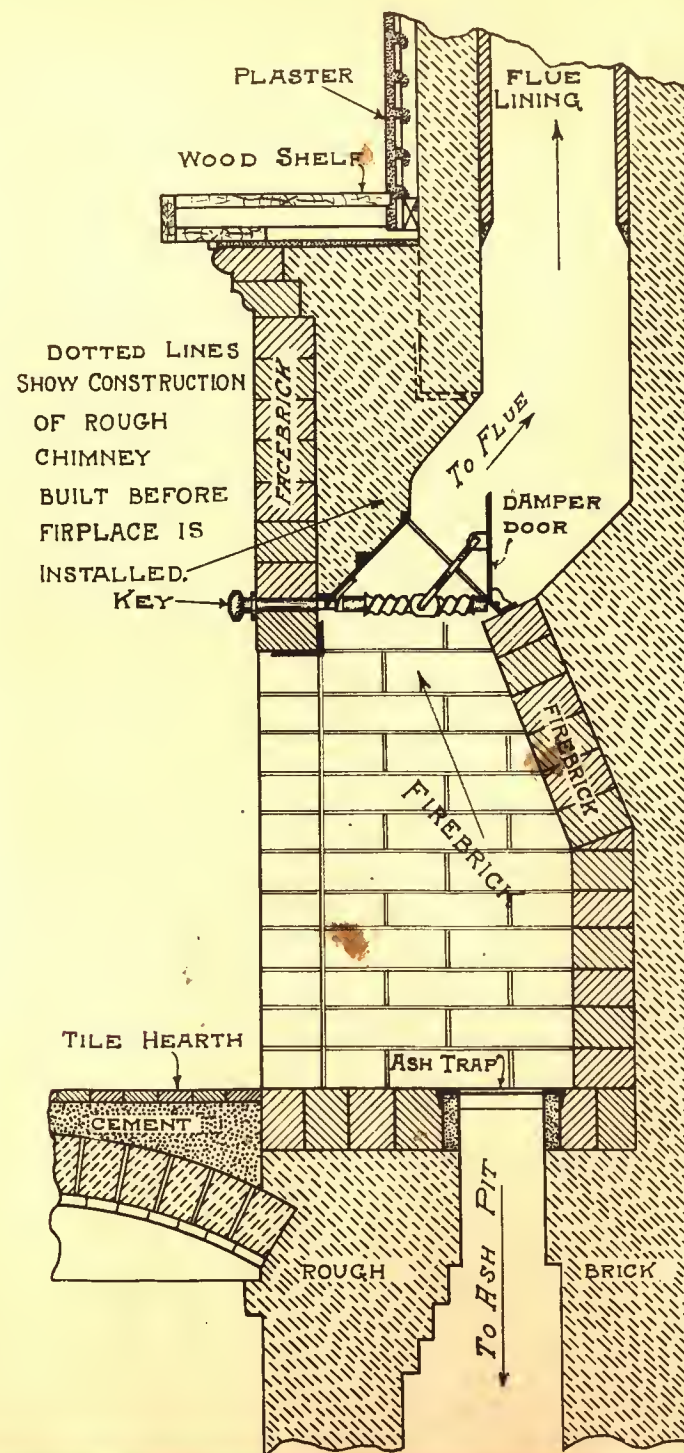 PLASTER
FLUE
LINING
WOOD SHELF
DOTTED LINES
SHOW CONSTRUCTION
OF ROUGH
CHIMNEY
BUILT BEFORE
FIRPLACE IS
INSTALLED.
FACEBRICK
TO FLUE
DAMPER
DOOR
KEY
FIREBRICK
FIREBRICK
TILE HEARTH
ASH TRAP
CEMENT
ROUGH
BRICK
TO ASH PIT